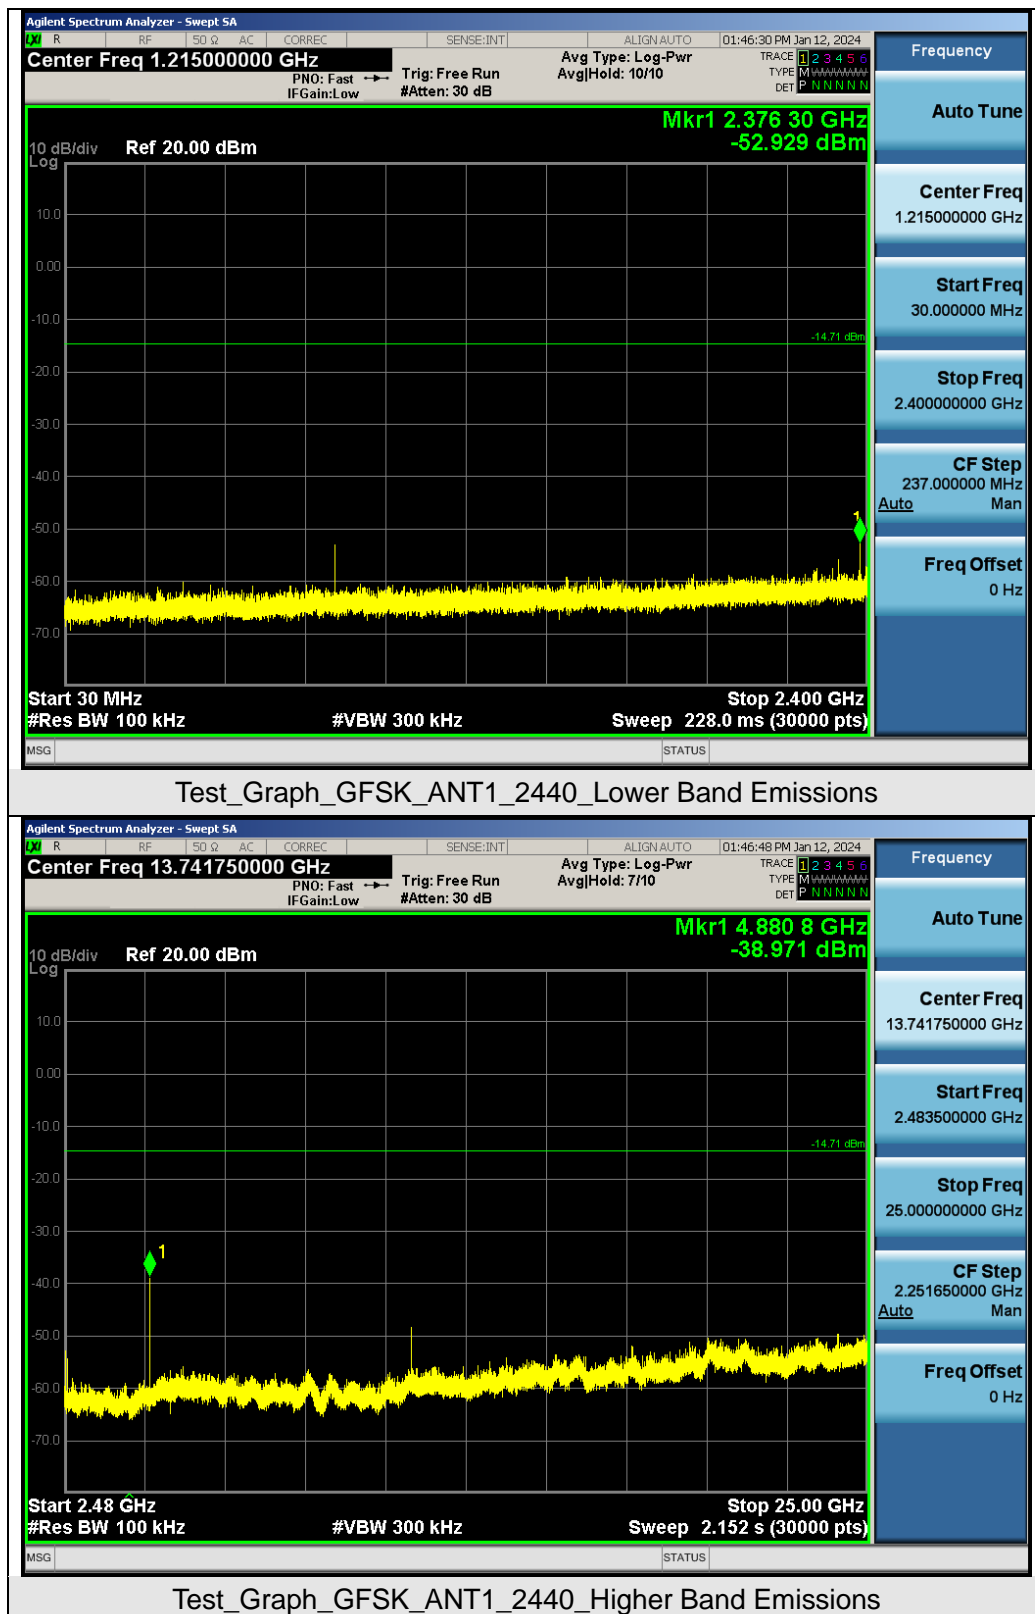 Agilent Spectrum Analyzer - Swept SA
LXI R RF 50 Ω AC CORREC SENSE:INT ALIGN AUTO 01:46:30 PM Jan 12, 2024
Center Freq 1.215000000 GHz
PNO: Fast
IFGain:Low
Trig: Free Run
#Atten: 30 dB
Avg Type: Log-Pwr
Avg|Hold: 10/10
TRACE 1 2 3 4 5 6
TYPE M WWWWW
DET P N N N N N
Frequency
Auto Tune
Mkr1 2.376 30 GHz
-52.929 dBm
10 dB/div Ref 20.00 dBm
Log
10.0
0.00
-10.0
-14.71 dBm
-20.0
-30.0
-40.0
-50.0
1
-60.0
-70.0
Center Freq
1.215000000 GHz
Start Freq
30.000000 MHz
Stop Freq
2.400000000 GHz
CF Step
237.000000 MHz
Auto Man
Freq Offset
0 Hz
Start 30 MHz Stop 2.400 GHz
#Res BW 100 kHz #VBW 300 kHz Sweep 228.0 ms (30000 pts)
MSG STATUS
Test_Graph_GFSK_ANT1_2440_Lower Band Emissions
Agilent Spectrum Analyzer - Swept SA
LXI R RF 50 Ω AC CORREC SENSE:INT ALIGN AUTO 01:46:48 PM Jan 12, 2024
Center Freq 13.741750000 GHz
PNO: Fast
IFGain:Low
Trig: Free Run
#Atten: 30 dB
Avg Type: Log-Pwr
Avg|Hold: 7/10
TRACE 1 2 3 4 5 6
TYPE M WWWWW
DET P N N N N N
Frequency
Auto Tune
Mkr1 4.880 8 GHz
-38.971 dBm
10 dB/div Ref 20.00 dBm
Log
10.0
0.00
-10.0
-14.71 dBm
-20.0
-30.0
1
-40.0
-50.0
-60.0
-70.0
Center Freq
13.741750000 GHz
Start Freq
2.483500000 GHz
Stop Freq
25.000000000 GHz
CF Step
2.251650000 GHz
Auto Man
Freq Offset
0 Hz
Start 2.48 GHz Stop 25.00 GHz
#Res BW 100 kHz #VBW 300 kHz Sweep 2.152 s (30000 pts)
MSG STATUS
Test_Graph_GFSK_ANT1_2440_Higher Band Emissions